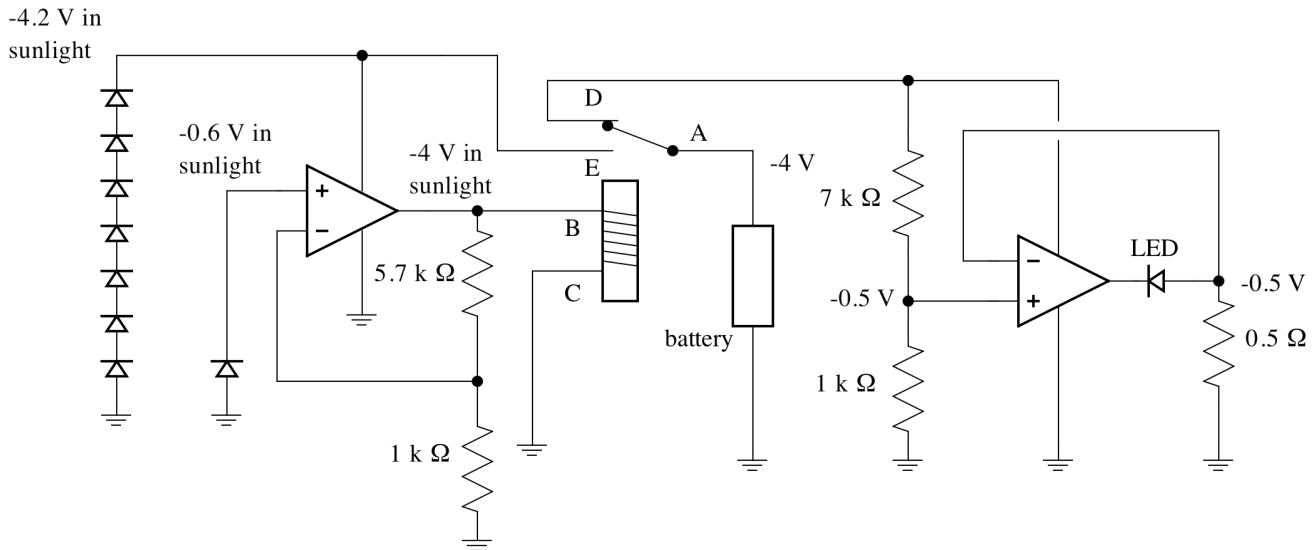 -4.2 V in
sunlight
-0.6 V in
sunlight
-4 V in
sunlight
D
A
E
-4 V
B
C
5.7 k Ω
1 k Ω
battery
7 k Ω
-0.5 V
1 k Ω
LED
-0.5 V
0.5 Ω
+
−
−
+